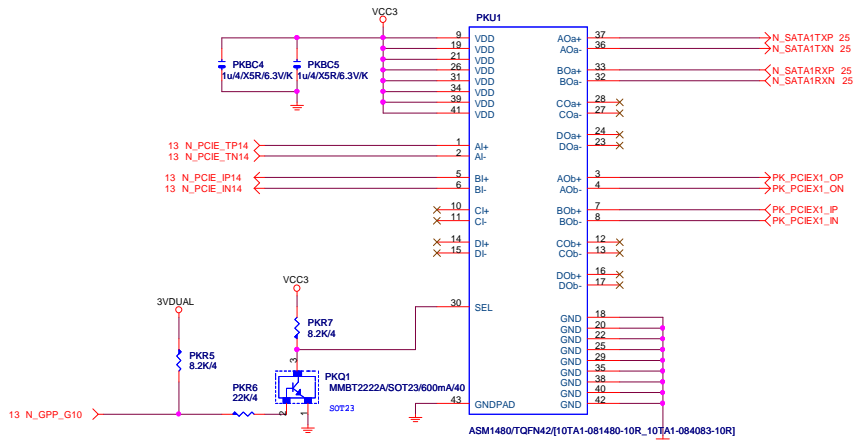 VCC3
PKU1
PKBC4
1u/4/X5R/6.3V/K
PKBC5
1u/4/X5R/6.3V/K
9 VDD
19 VDD
21 VDD
26 VDD
31 VDD
34 VDD
39 VDD
41 VDD
AOa+ 37 N_SATA1TXP 25
AOa- 36 N_SATA1TXN 25
BOa+ 33 N_SATA1RXP 25
BOa- 32 N_SATA1RXN 25
COa+ 28
COa- 27
DOa+ 24
DOa- 23
13 N_PCIE_TP14 1 AI+
13 N_PCIE_TN14 2 AI-
13 N_PCIE_IP14 5 BI+
13 N_PCIE_IN14 6 BI-
10 CI+
11 CI-
14 DI+
15 DI-
AOb+ 3 PK_PCIEX1_OP
AOb- 4 PK_PCIEX1_ON
BOb+ 7 PK_PCIEX1_IP
BOb- 8 PK_PCIEX1_IN
COb+ 12
COb- 13
DOb+ 16
DOb- 17
VCC3
3VDUAL
30 SEL
PKR7
8.2K/4
PKR5
8.2K/4
GND 18
GND 20
GND 22
GND 25
GND 29
GND 35
GND 38
GND 40
GND 42
3
PKQ1
MMBT2222A/SOT23/600mA/40
SOT23
PKR6
22K/4
2
1
13 N_GPP_G10
43 GNDPAD
ASM1480/TQFN42/[10TA1-081480-10R_10TA1-084083-10R]